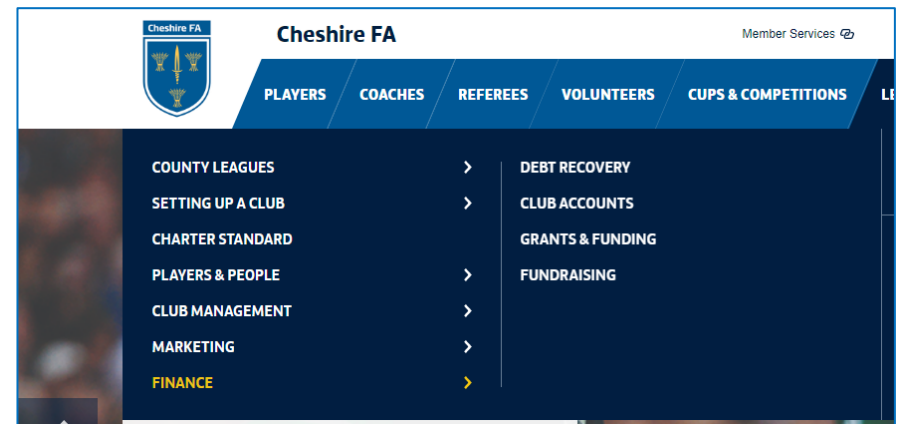 Cheshire FA
Cheshire FA
Member Services
PLAYERS
COACHES
REFEREES
VOLUNTEERS
CUPS & COMPETITIONS
COUNTY LEAGUES
SETTING UP A CLUB
CHARTER STANDARD
PLAYERS & PEOPLE
CLUB MANAGEMENT
MARKETING
FINANCE
DEBT RECOVERY
CLUB ACCOUNTS
GRANTS & FUNDING
FUNDRAISING